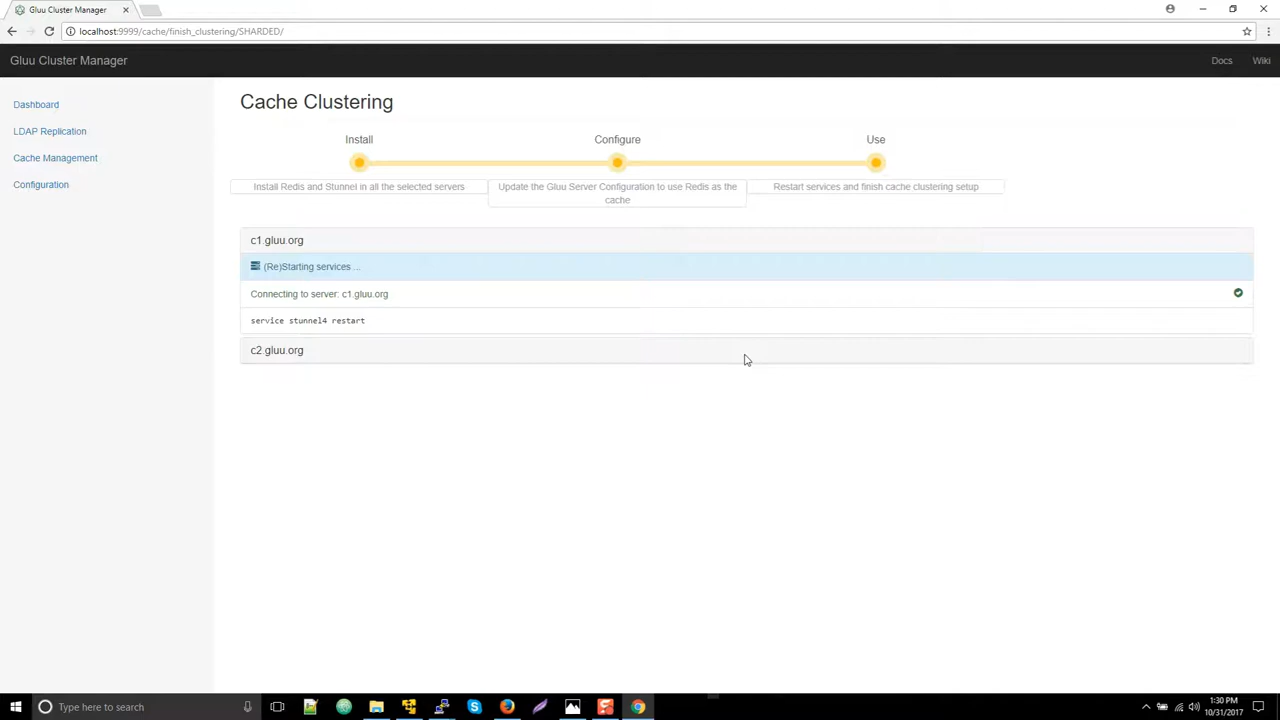 Gluu Cluster Manager
localhost:9999/cache/finish_clustering/SHARDED/
Gluu Cluster Manager
Docs
Wiki
Dashboard
LDAP Replication
Cache Management
Configuration
Cache Clustering
Install
Configure
Use
Install Redis and Stunnel in all the selected servers
Update the Gluu Server Configuration to use Redis as the
cache
Restart services and finish cache clustering setup
c1.gluu.org
(Re)Starting services ...
Connecting to server: c1.gluu.org
service stunnel4 restart
c2.gluu.org
Type here to search
1:30 PM
10/31/2017